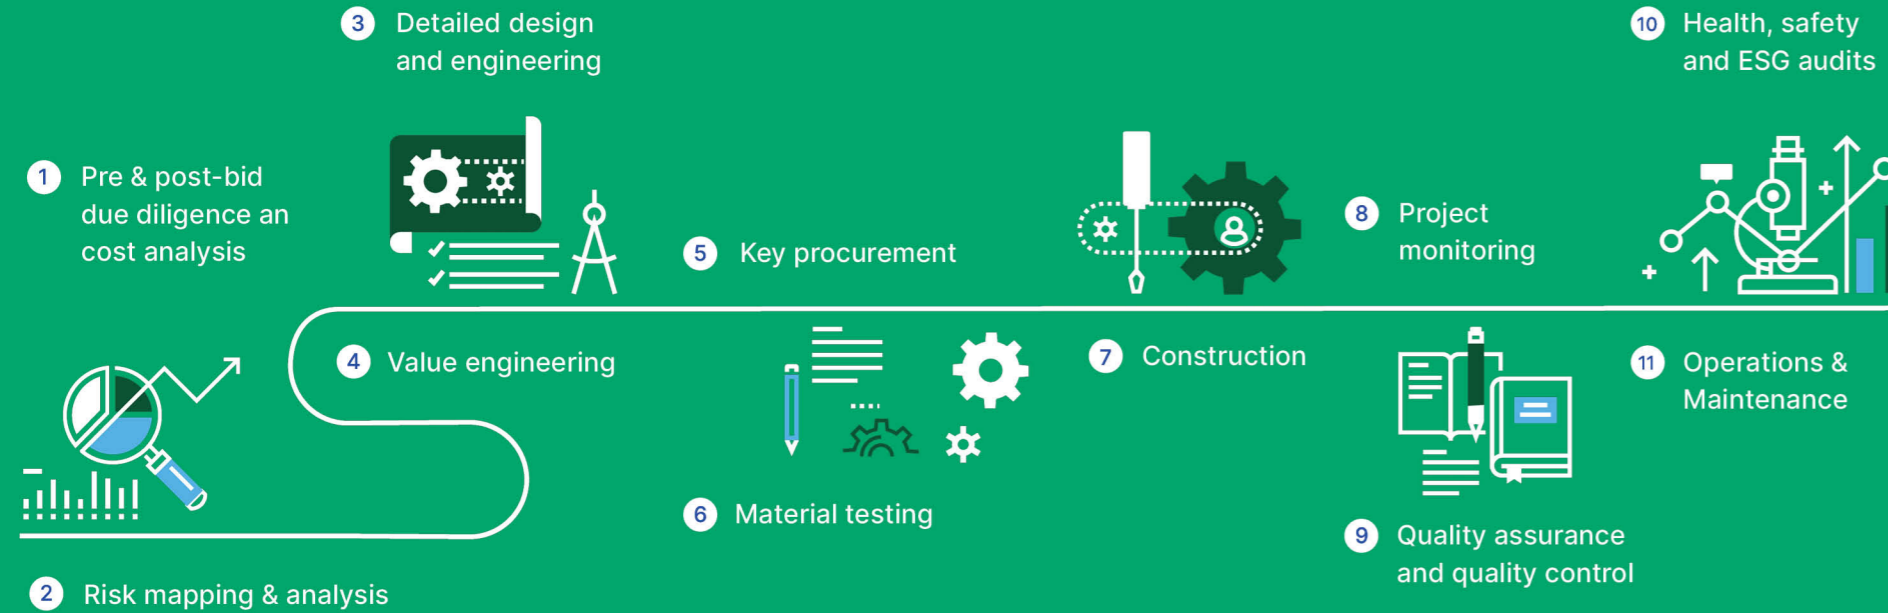 1 Pre & post-bid
due diligence an
cost analysis
2 Risk mapping & analysis
3 Detailed design
and engineering
4 Value engineering
5 Key procurement
6 Material testing
7 Construction
8 Project
monitoring
9 Quality assurance
and quality control
10 Health, safety
and ESG audits
11 Operations &
Maintenance